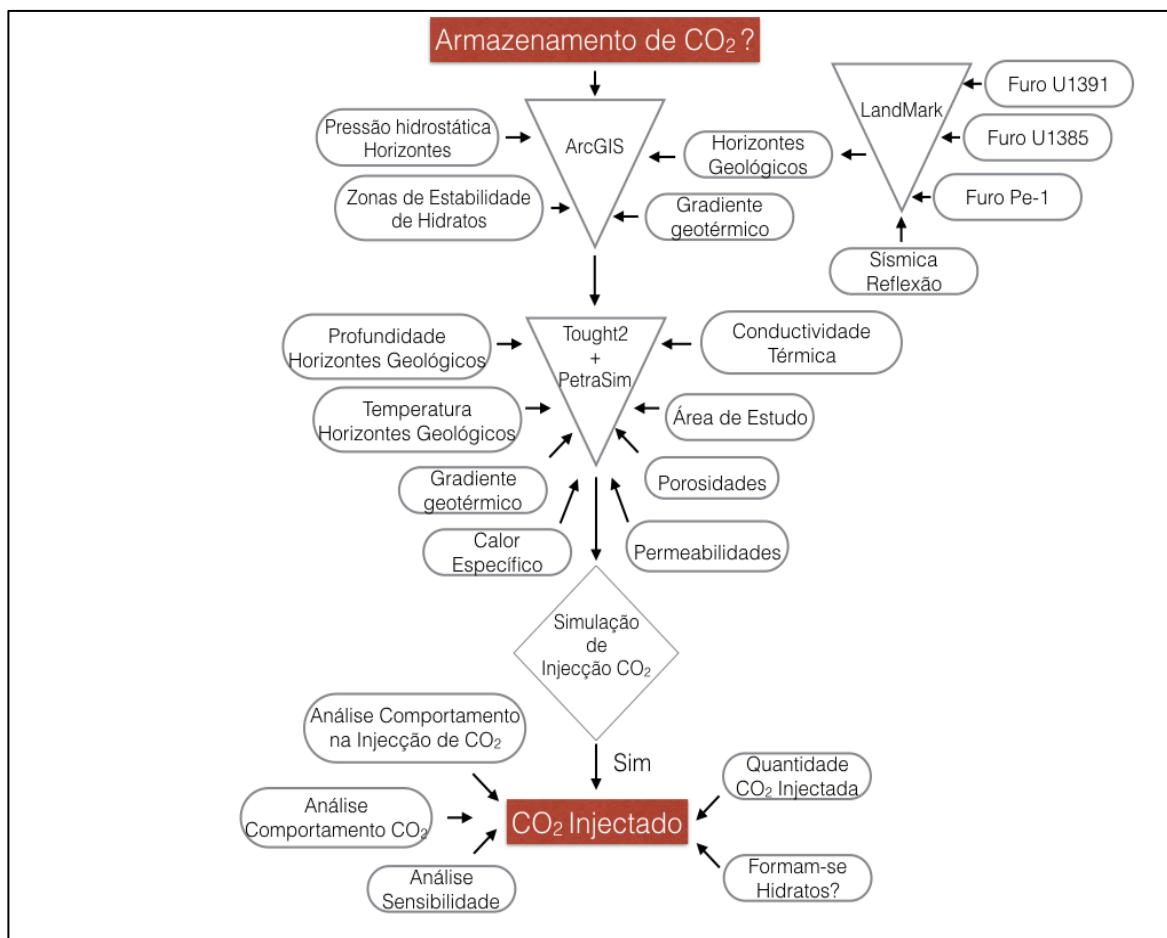 Armazenamento de CO₂ ?
LandMark
Furo U1391
Furo U1385
Furo Pe-1
Sísmica
Reflexão
Pressão hidrostática
Horizontes
ArcGIS
Horizontes
Geológicos
Zonas de Estabilidade
de Hidratos
Gradiente
geotérmico
Profundidade
Horizontes Geológicos
Tought2
+
PetraSim
Conductividade
Térmica
Temperatura
Horizontes Geológicos
Área de Estudo
Gradiente
geotérmico
Porosidades
Calor
Específico
Permeabilidades
Simulação
de
Injecção CO₂
Análise Comportamento
na Injecção de CO₂
Sim
Quantidade
CO₂ Injectada
Análise
Comportamento CO₂
CO₂ Injectado
Análise
Sensibilidade
Formam-se
Hidratos?